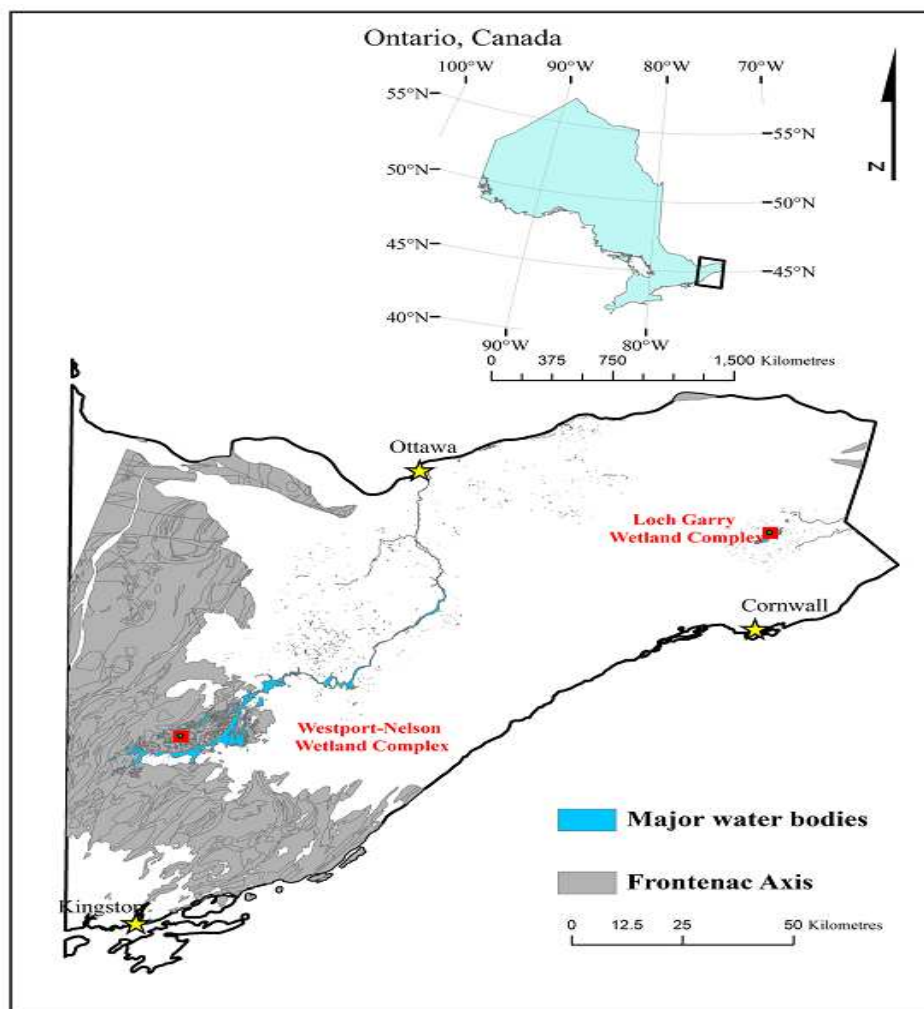 Ontario, Canada
100°W 90°W 80°W 70°W
55°N
55°N
50°N
50°N
45°N
45°N
40°N
90°W 80°W
0 375 750 1,500 Kilometres
N
Ottawa
Loch Garry
Wetland Complex
Cornwall
Westport-Nelson
Wetland Complex
Major water bodies
Frontenac Axis
Kingston
0 12.5 25 50 Kilometres